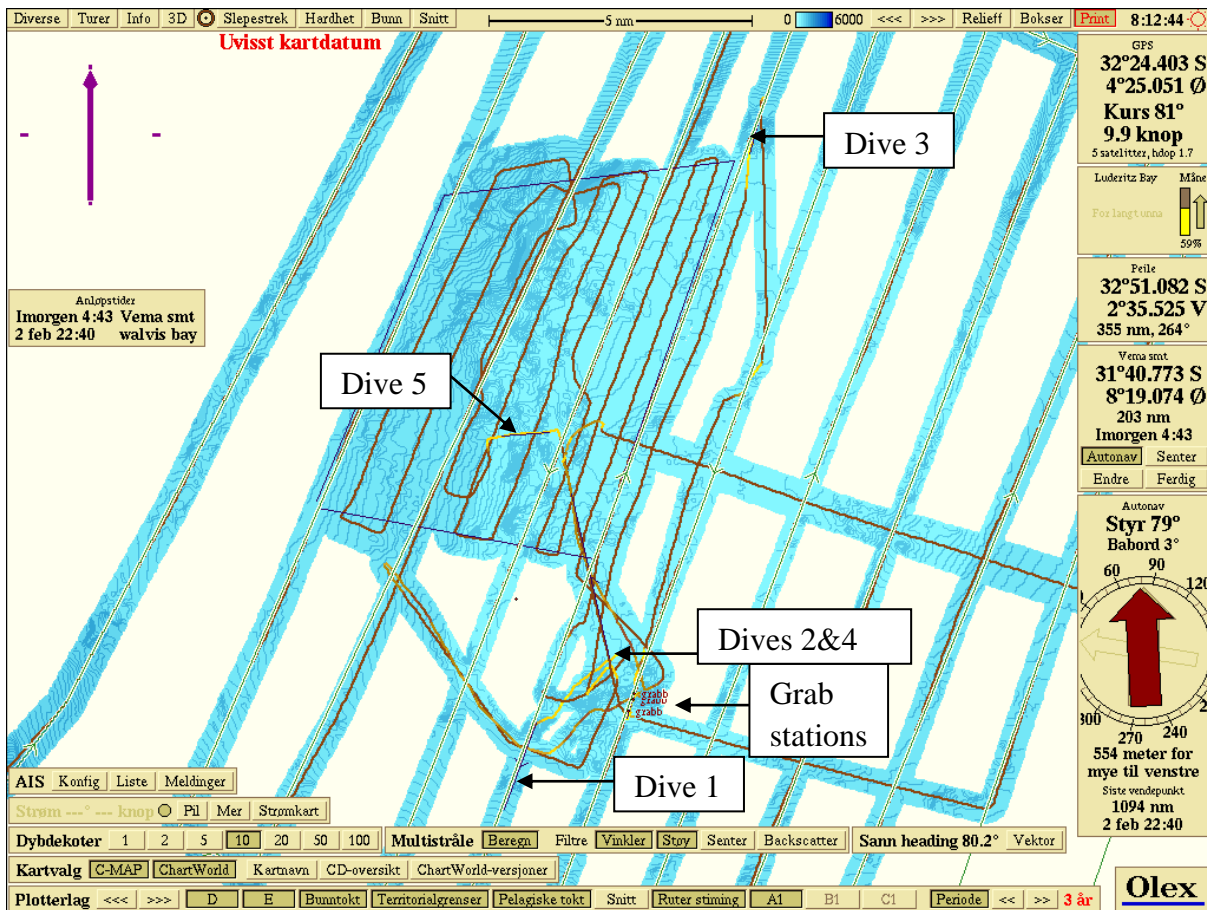 Diverse Turer Info 3D Slepestrek Hardhet Bunn Snitt 5 nm 0 6000 <<< >>> Relieff Bokser Print 8:12:44
Uvisst kartdatum
GPS
32°24.403 S
4°25.051 Ø
Kurs 81°
9.9 knop
5 satelitter, hdop 1.7
Luderitz Bay Måne
For langt unna
59%
Peile
32°51.082 S
2°35.525 V
355 nm, 264°
Vema smt
31°40.773 S
8°19.074 Ø
203 nm
Imorgen 4:43
Autonav Senter
Endre Ferdig
Autonav
Styr 79°
Babord 3°
60 90 120
300 270 240
554 meter for
mye til venstre
Siste vendepunkt
1094 nm
2 feb 22:40
Anløpstider
Imorgen 4:43 Vema smt
2 feb 22:40 walvis bay
Dive 3
Dive 5
Dives 2&4
Grab
stations
grabb
grabb
grabb
Dive 1
AIS Konfig Liste Meldinger
Strøm ---° --- knop Pil Mer Strømkart
Dybdekoter 1 2 5 10 20 50 100 Multistråle Beregn Filtre Vinkler Støy Senter Backscatter Sann heading 80.2° Vektor
Kartvalg C-MAP ChartWorld Kartnavn CD-oversikt ChartWorld-versjoner
Plotterlag <<< >>> D E Bunntokt Territorialgrenser Pelagiske tokt Snitt Ruter stiming A1 B1 C1 Periode << >> 3 år
Olex